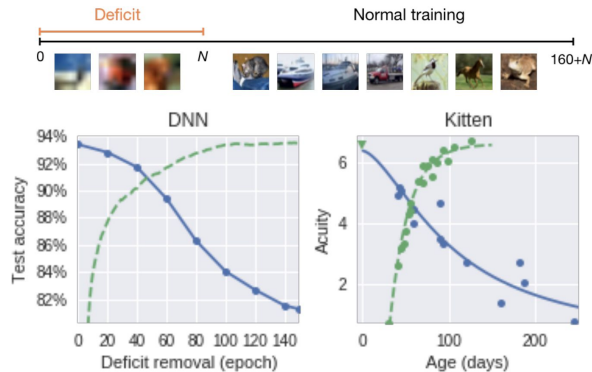 Deficit
Normal training
0
N
160+N
DNN
94%
92%
90%
88%
86%
84%
82%
Test accuracy
0 20 40 60 80 100 120 140
Deficit removal (epoch)
Kitten
6
4
2
Acuity
0 100 200
Age (days)